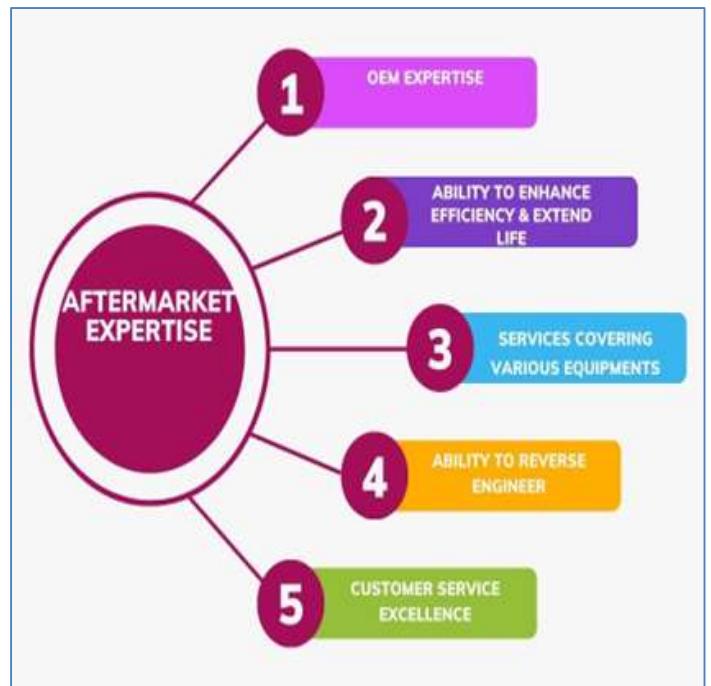 AFTERMARKET
EXPERTISE
1
OEM EXPERTISE
2
ABILITY TO ENHANCE
EFFICIENCY & EXTEND
LIFE
3
SERVICES COVERING
VARIOUS EQUIPMENTS
4
ABILITY TO REVERSE
ENGINEER
5
CUSTOMER SERVICE
EXCELLENCE